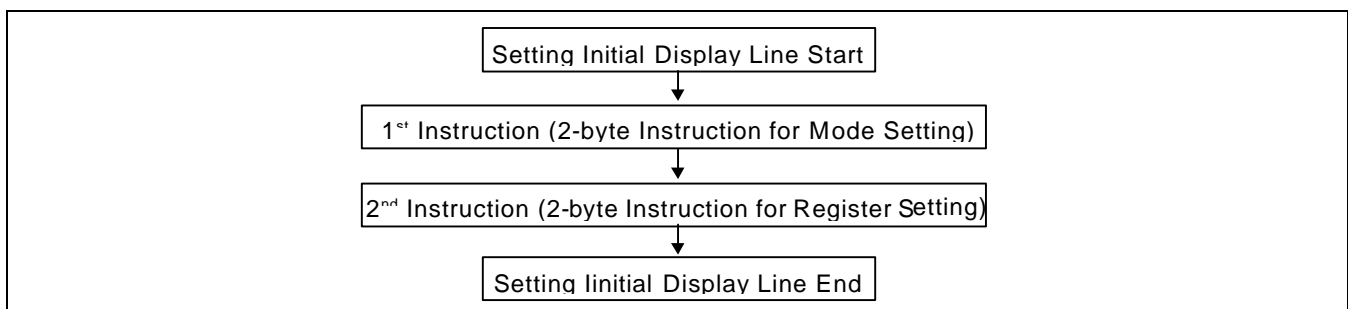 Setting Initial Display Line Start
1st Instruction (2-byte Instruction for Mode Setting)
2nd Instruction (2-byte Instruction for Register Setting)
Setting Iinitial Display Line End